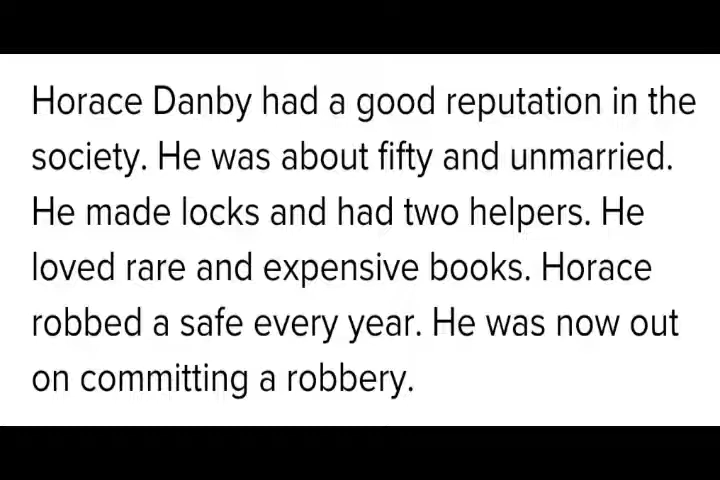 Horace Danby had a good reputation in the
society. He was about fifty and unmarried.
He made locks and had two helpers. He
loved rare and expensive books. Horace
robbed a safe every year. He was now out
on committing a robbery.